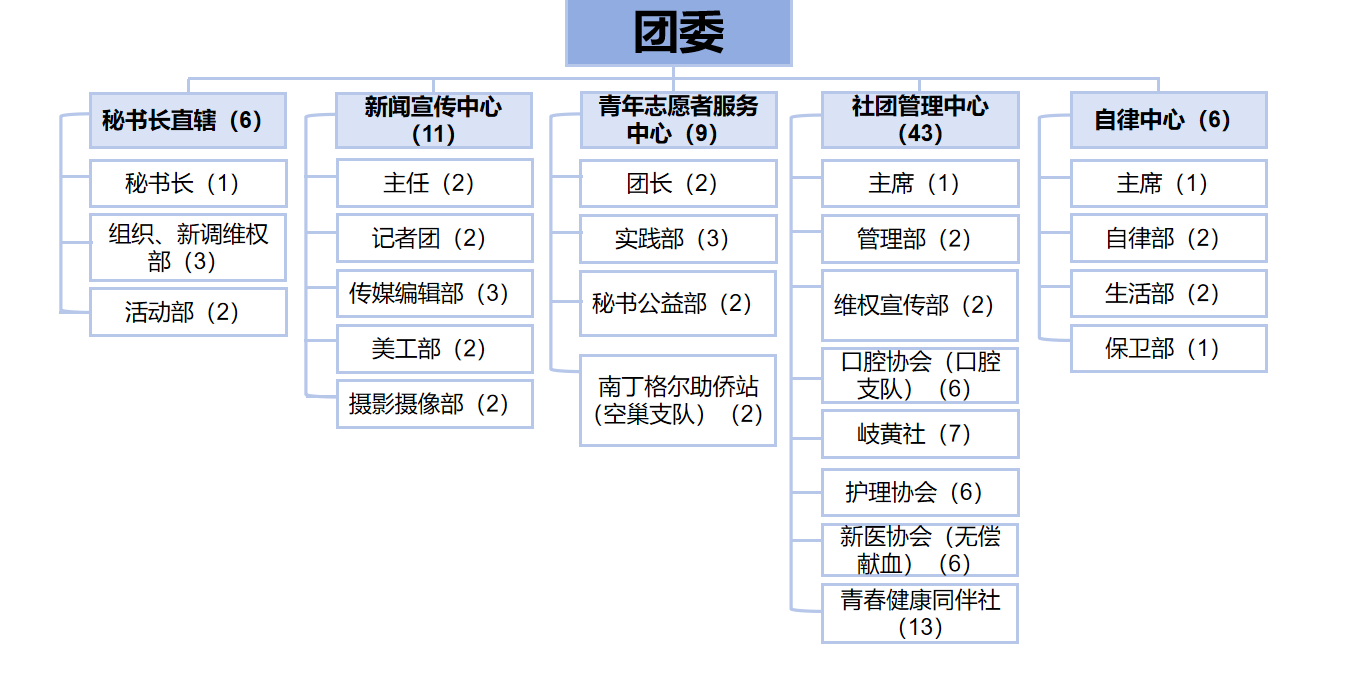 团委
秘书长直辖（6）
秘书长（1）
组织、新调维权
部（3）
活动部（2）
新闻宣传中心
（11）
主任（2）
记者团（2）
传媒编辑部（3）
美工部（2）
摄影摄像部（2）
青年志愿者服务
中心（9）
团长（2）
实践部（3）
秘书公益部（2）
南丁格尔助侨站
（空巢支队）（2）
社团管理中心
（43）
主席（1）
管理部（2）
维权宣传部（2）
口腔协会（口腔
支队）（6）
岐黄社（7）
护理协会（6）
新医协会（无偿
献血）（6）
青春健康同伴社
（13）
自律中心（6）
主席（1）
自律部（2）
生活部（2）
保卫部（1）